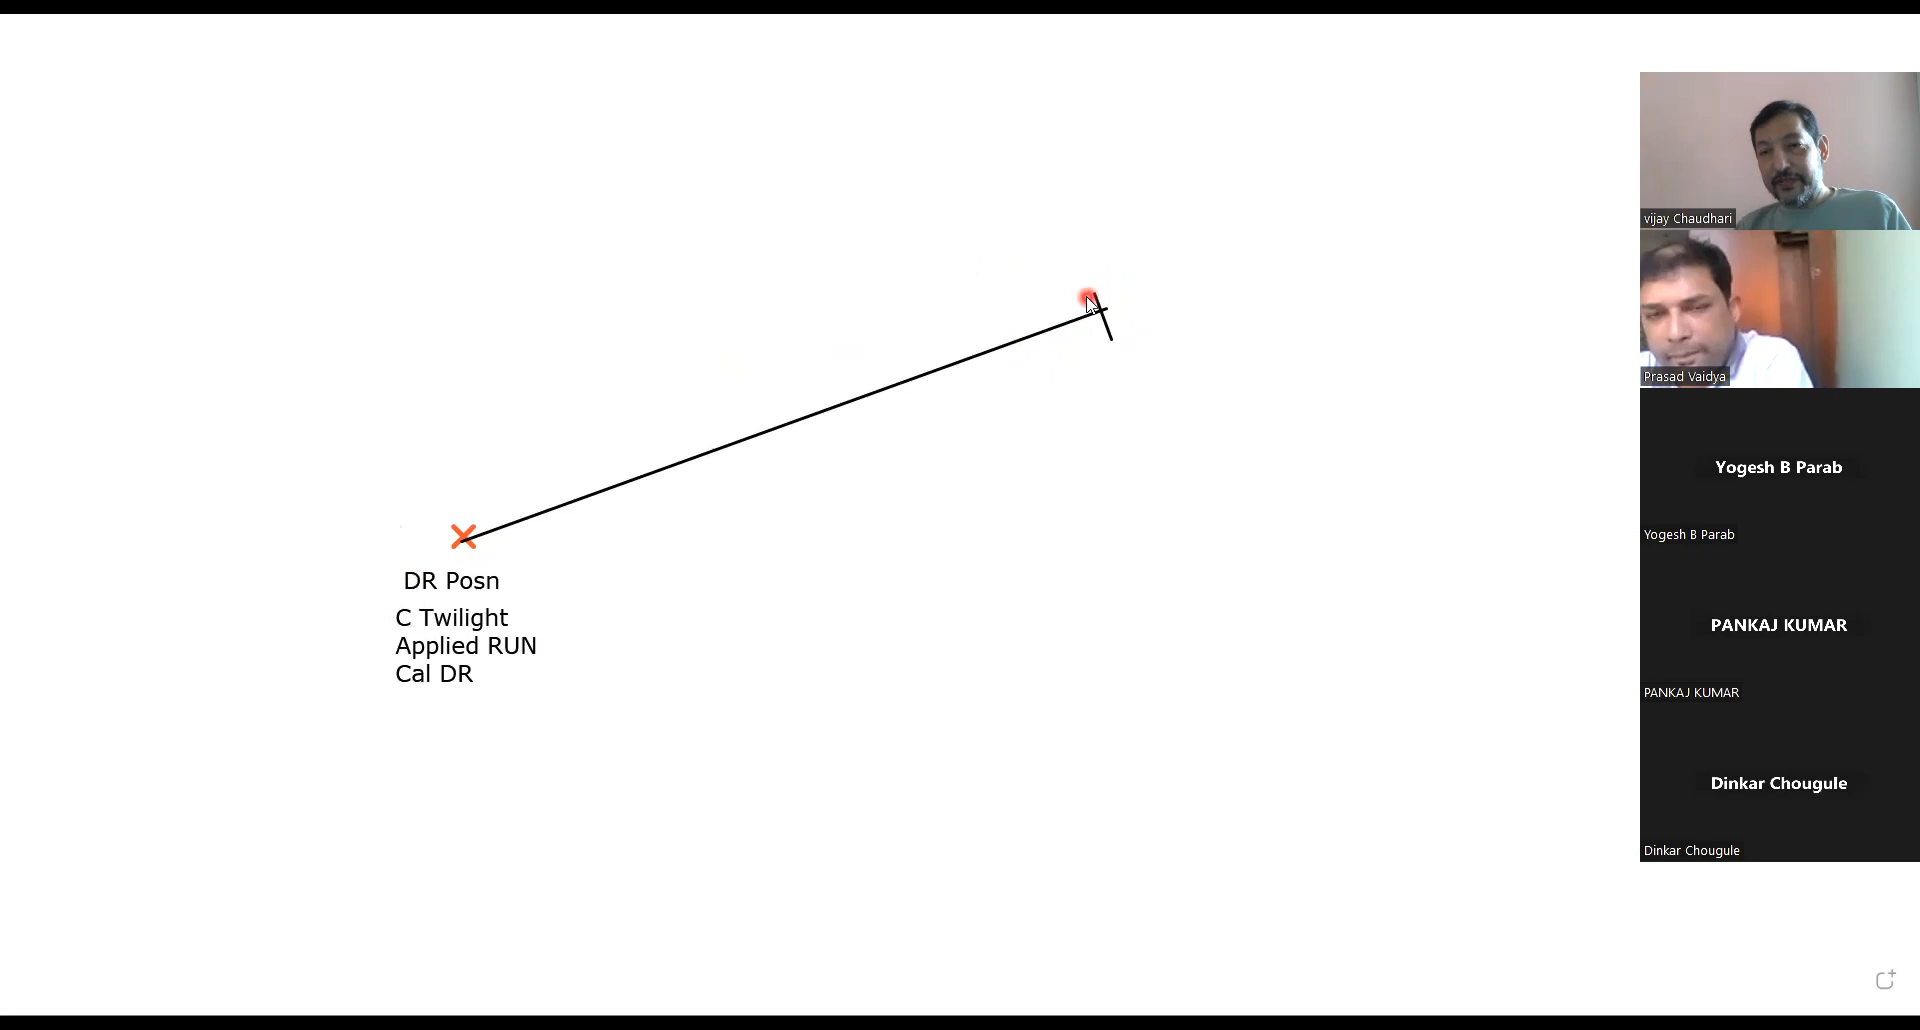 DR Posn
C Twilight
Applied RUN
Cal DR
vijay Chaudhari
Prasad Vaidya
Yogesh B Parab
Yogesh B Parab
PANKAJ KUMAR
PANKAJ KUMAR
Dinkar Chougule
Dinkar Chougule